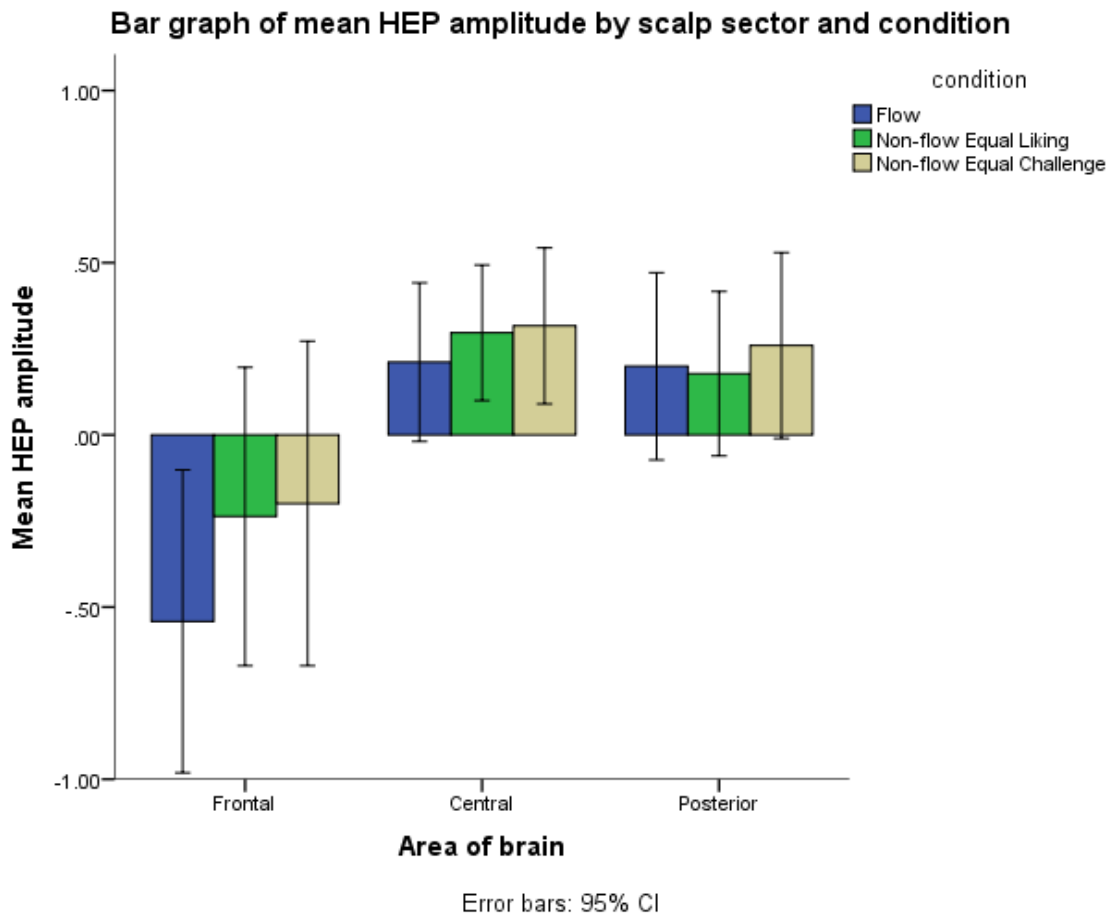 Bar graph of mean HEP amplitude by scalp sector and condition
condition
Flow
Non-flow Equal Liking
Non-flow Equal Challenge
Mean HEP amplitude
1.00
.50
.00
-.50
-1.00
Frontal
Central
Posterior
Area of brain
Error bars: 95% CI